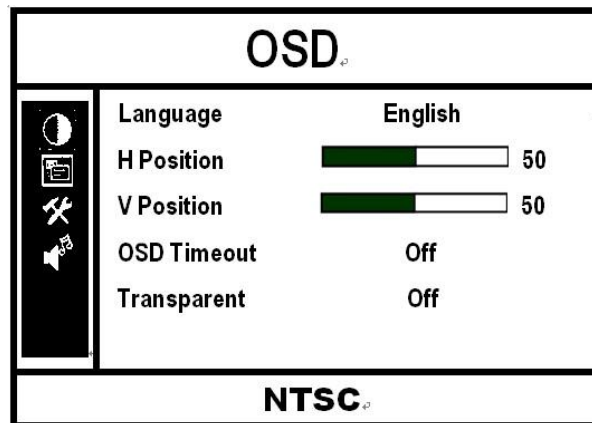 OSD
Language English
H Position 50
V Position 50
OSD Timeout Off
Transparent Off
NTSC